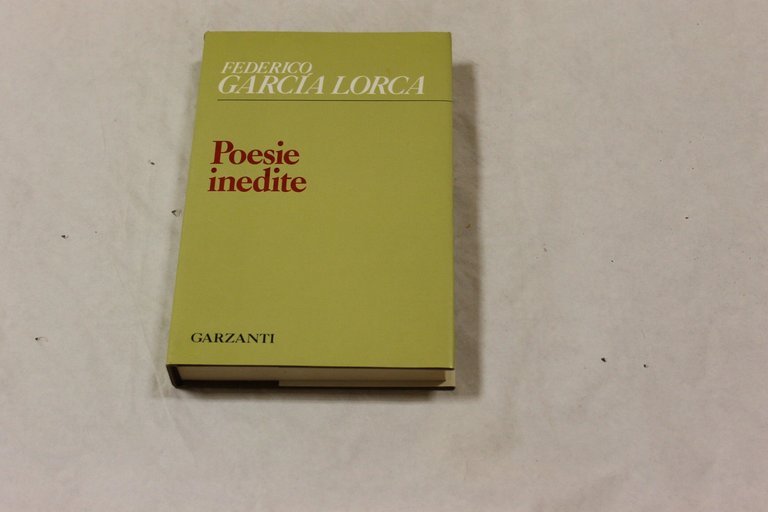 FEDERICO
GARCÍA LORCA
Poesie
inedite
GARZANTI